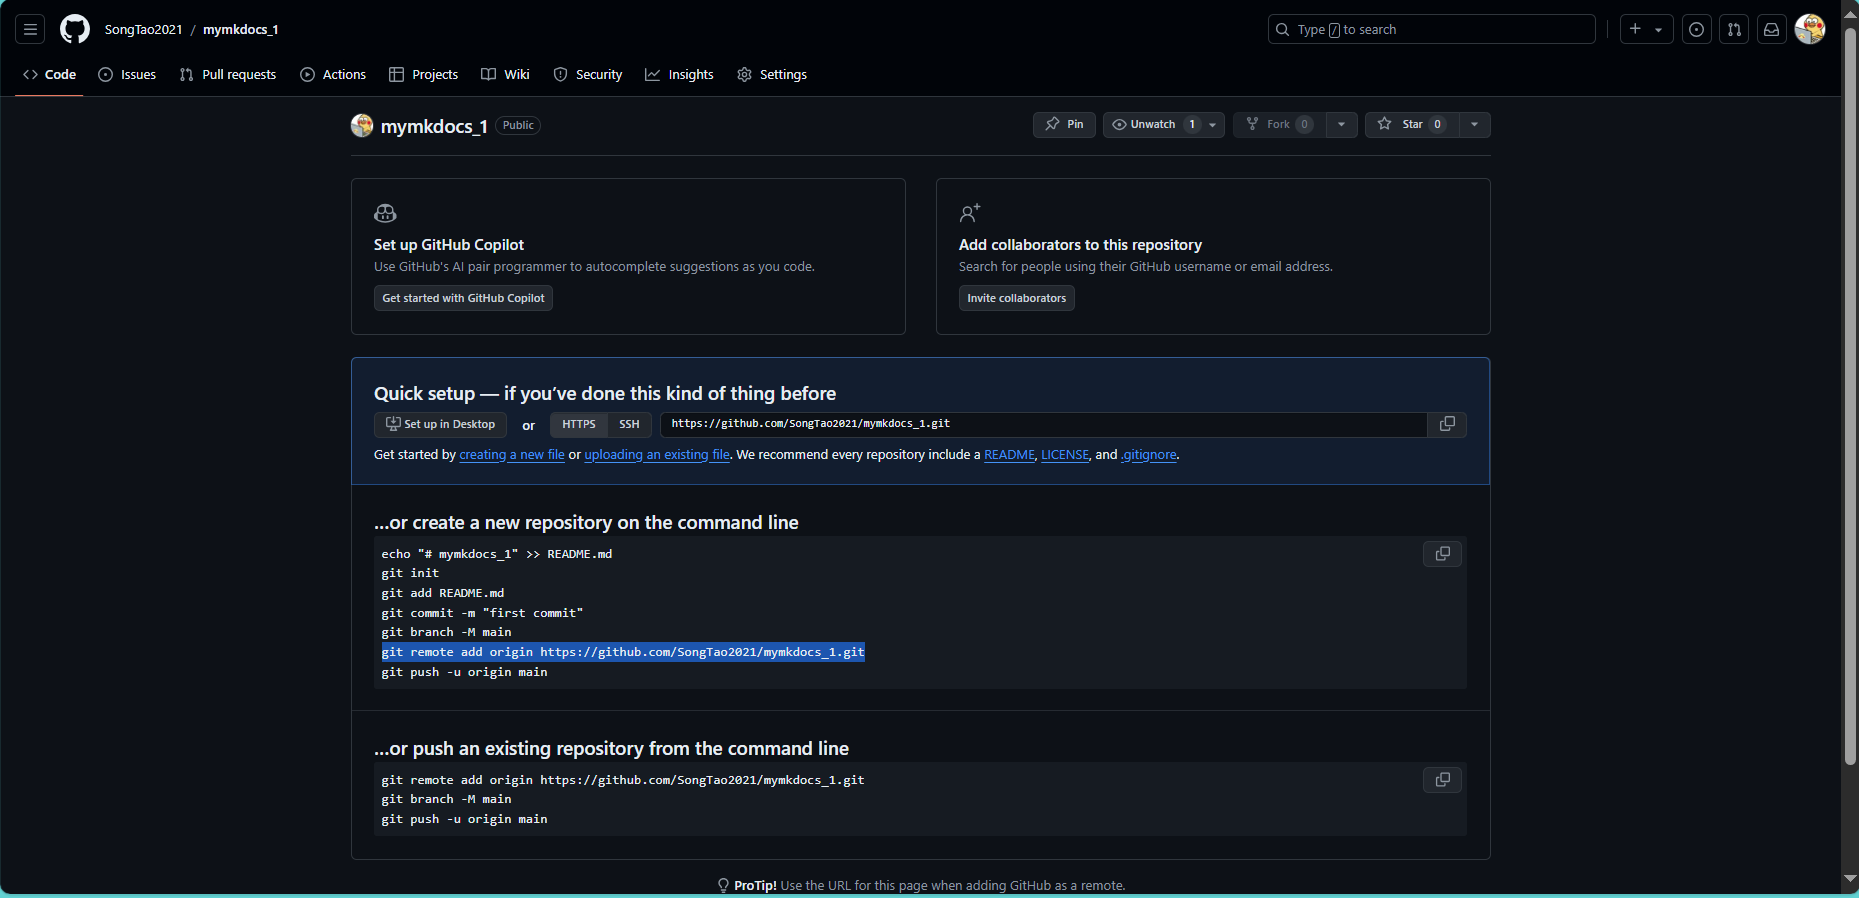 SongTao2021 / mymkdocs_1
Type / to search
Code Issues Pull requests Actions Projects Wiki Security Insights Settings
mymkdocs_1 Public
Pin Unwatch 1 Fork 0 Star 0
Set up GitHub Copilot
Use GitHub's AI pair programmer to autocomplete suggestions as you code.
Get started with GitHub Copilot
Add collaborators to this repository
Search for people using their GitHub username or email address.
Invite collaborators
Quick setup — if you’ve done this kind of thing before
Set up in Desktop or HTTPS SSH https://github.com/SongTao2021/mymkdocs_1.git
Get started by creating a new file or uploading an existing file. We recommend every repository include a README, LICENSE, and .gitignore.
…or create a new repository on the command line
echo "# mymkdocs_1" >> README.md
git init
git add README.md
git commit -m "first commit"
git branch -M main
git remote add origin https://github.com/SongTao2021/mymkdocs_1.git
git push -u origin main
…or push an existing repository from the command line
git remote add origin https://github.com/SongTao2021/mymkdocs_1.git
git branch -M main
git push -u origin main
ProTip! Use the URL for this page when adding GitHub as a remote.